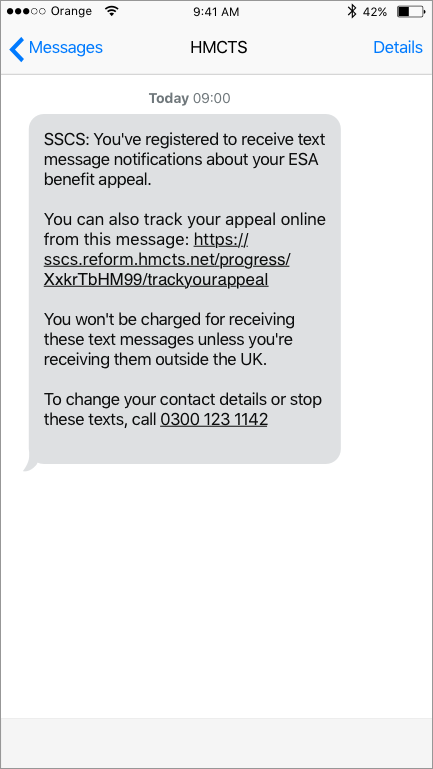 Orange 9:41 AM 42%
Messages HMCTS Details
Today 09:00
SSCS: You've registered to receive text
message notifications about your ESA
benefit appeal.
You can also track your appeal online
from this message: https://
sscs.reform.hmcts.net/progress/
XxkrTbHM99/trackyourappeal
You won't be charged for receiving
these text messages unless you're
receiving them outside the UK.
To change your contact details or stop
these texts, call 0300 123 1142